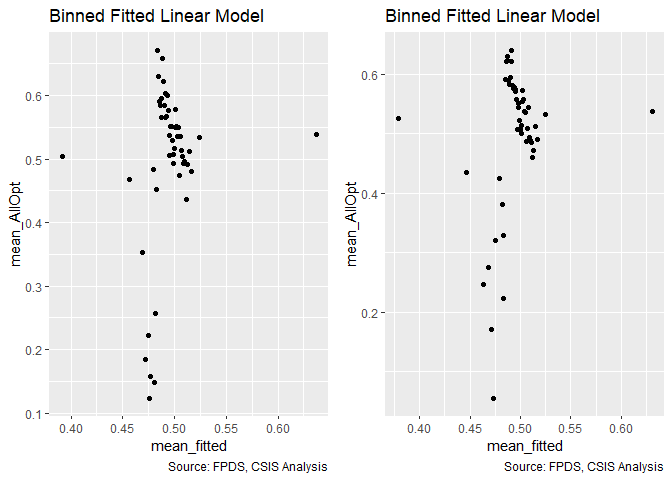 Binned Fitted Linear Model
mean_AllOpt
0.6
0.5
0.4
0.3
0.2
0.1
0.40 0.45 0.50 0.55 0.60
mean_fitted
Source: FPDS, CSIS Analysis
Binned Fitted Linear Model
mean_AllOpt
0.6
0.4
0.2
0.40 0.45 0.50 0.55 0.60
mean_fitted
Source: FPDS, CSIS Analysis